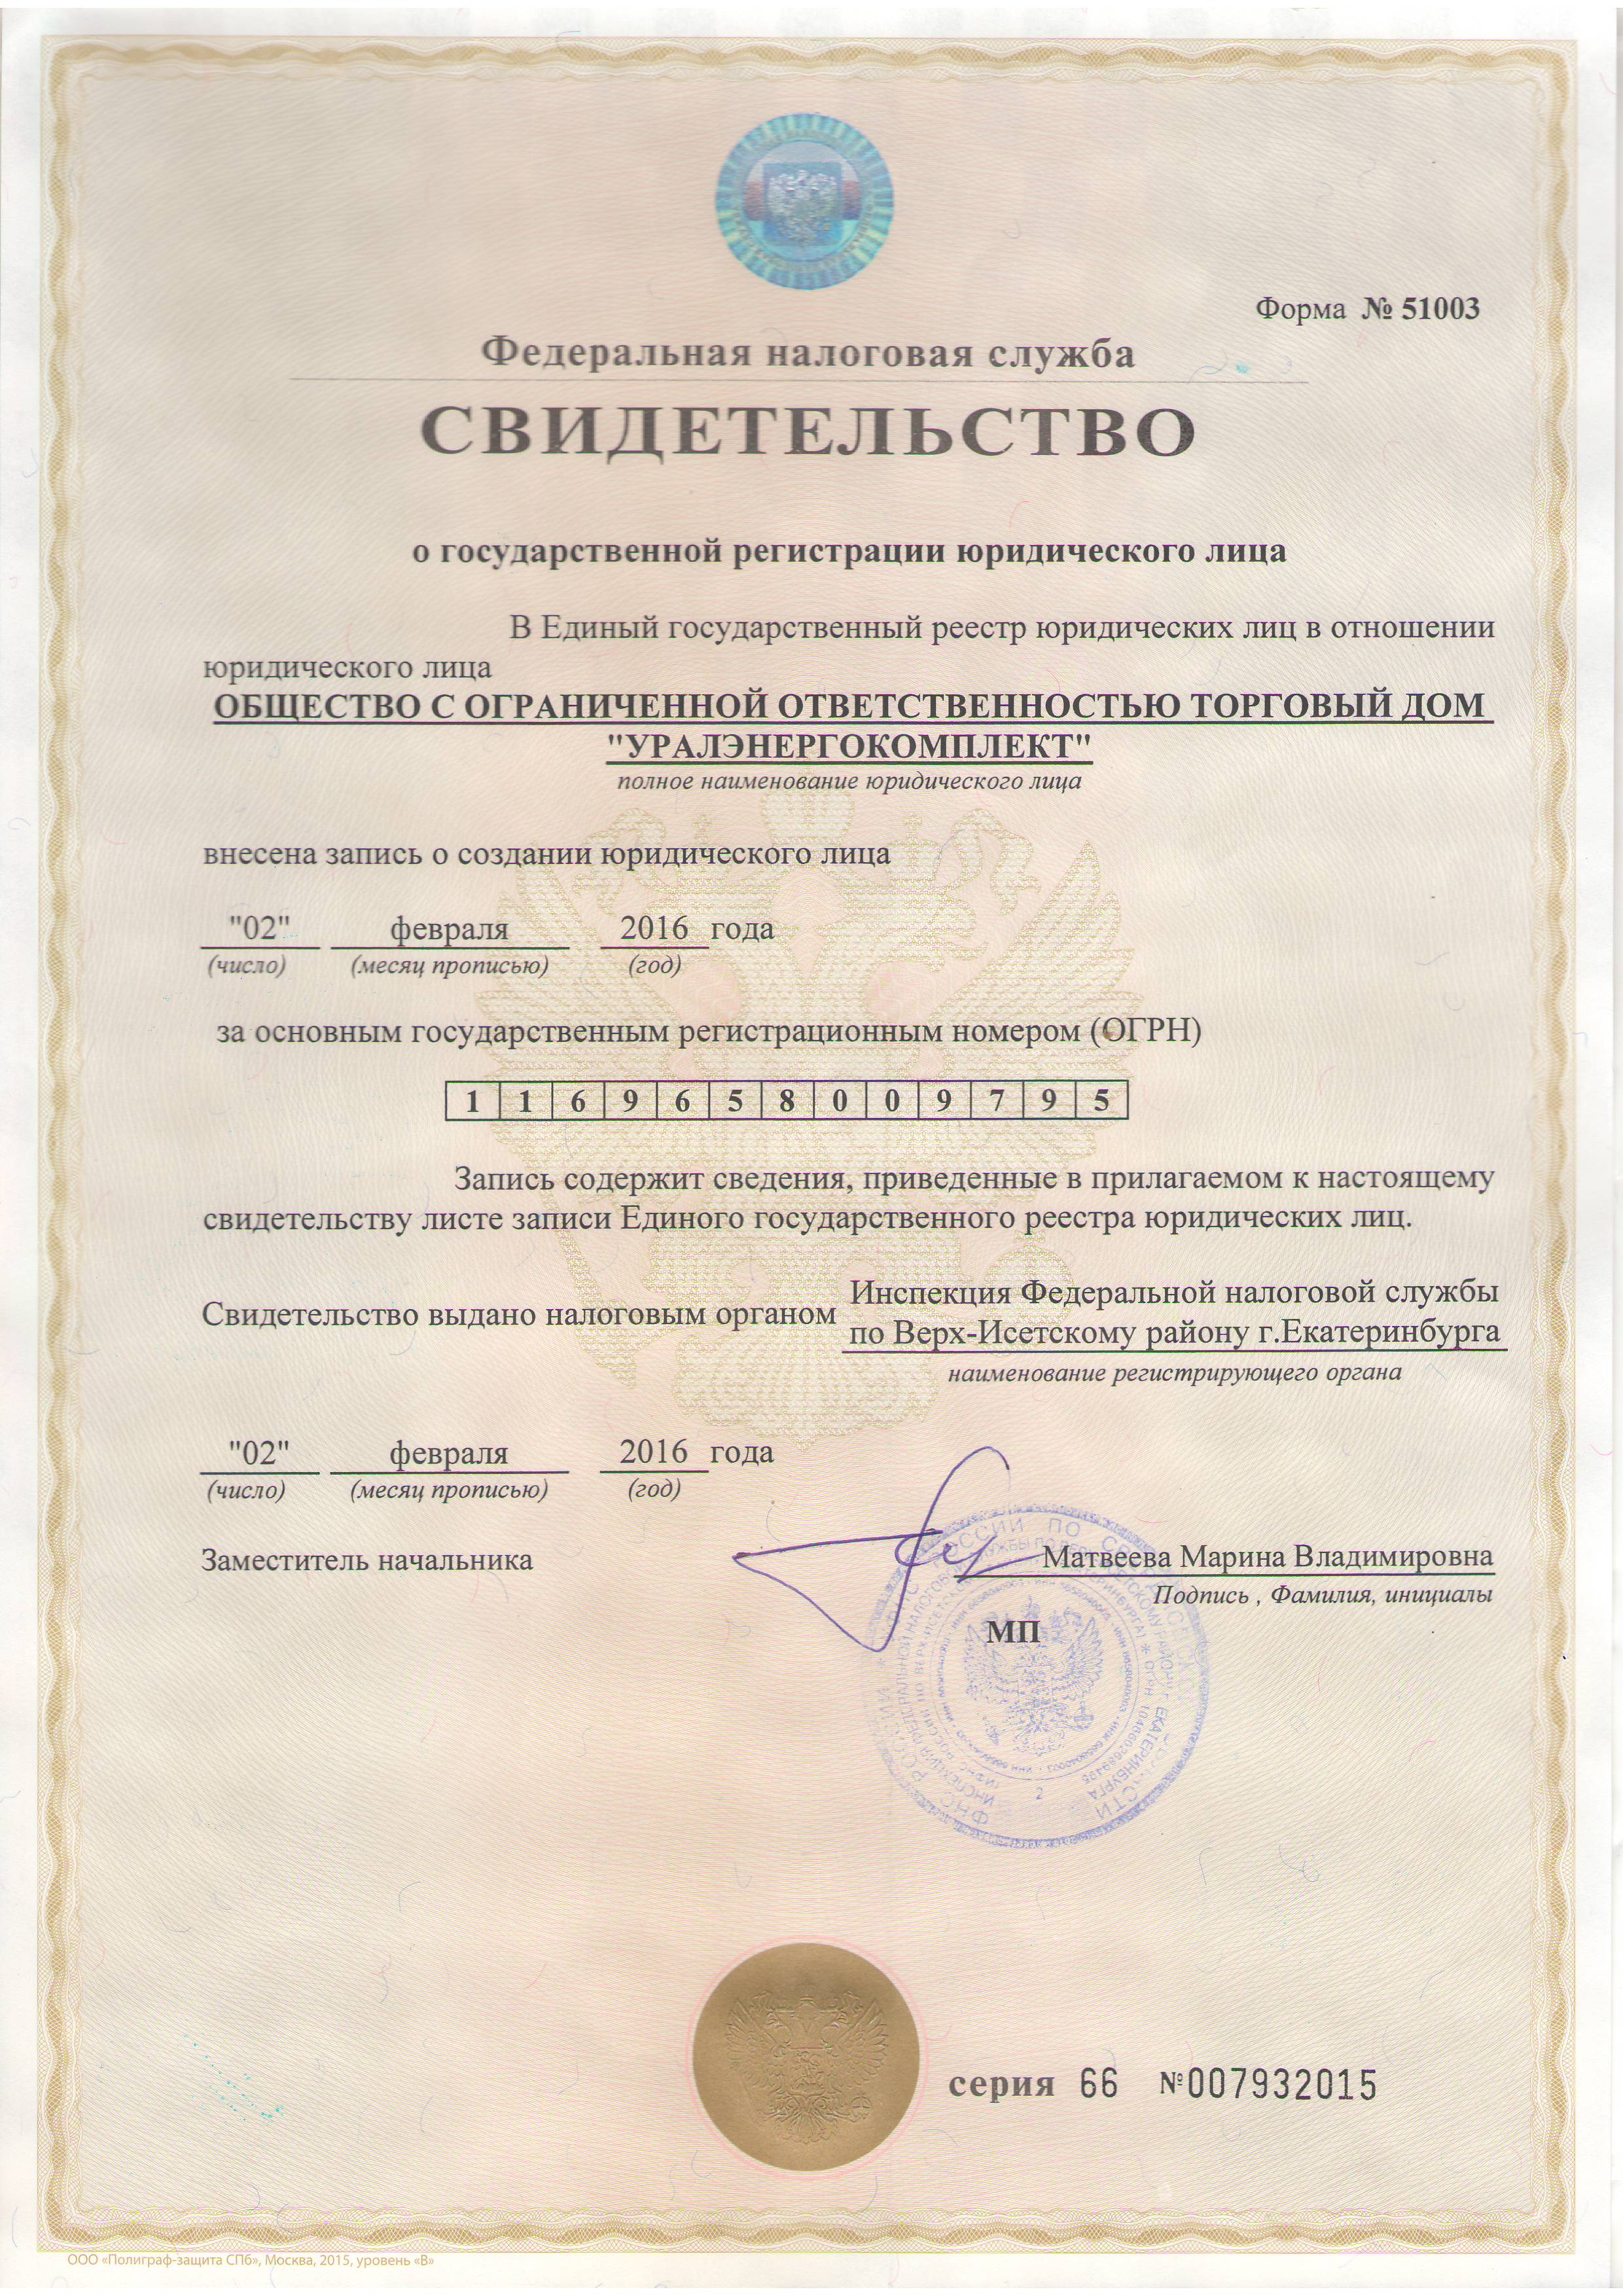 Форма № 51003
Федеральная налоговая служба
СВИДЕТЕЛЬСТВО
о государственной регистрации юридического лица
В Единый государственный реестр юридических лиц в отношении
юридического лица
ОБЩЕСТВО С ОГРАНИЧЕННОЙ ОТВЕТСТВЕННОСТЬЮ ТОРГОВЫЙ ДОМ
"УРАЛЭНЕРГОКОМПЛЕКТ"
полное наименование юридического лица
внесена запись о создании юридического лица
"02" февраля 2016 года
(число) (месяц прописью) (год)
за основным государственным регистрационным номером (ОГРН)
1 1 6 9 6 5 8 0 0 9 7 9 5
Запись содержит сведения, приведенные в прилагаемом к настоящему
свидетельству листе записи Единого государственного реестра юридических лиц.
Свидетельство выдано налоговым органом
Инспекция Федеральной налоговой службы
по Верх-Исетскому району г.Екатеринбурга
наименование регистрирующего органа
"02" февраля 2016 года
(число) (месяц прописью) (год)
Заместитель начальника
Матвеева Марина Владимировна
Подпись , Фамилия, инициалы
МП
серия 66 №007932015
ООО «Полиграф-защита СПб», Москва, 2015, уровень «В»